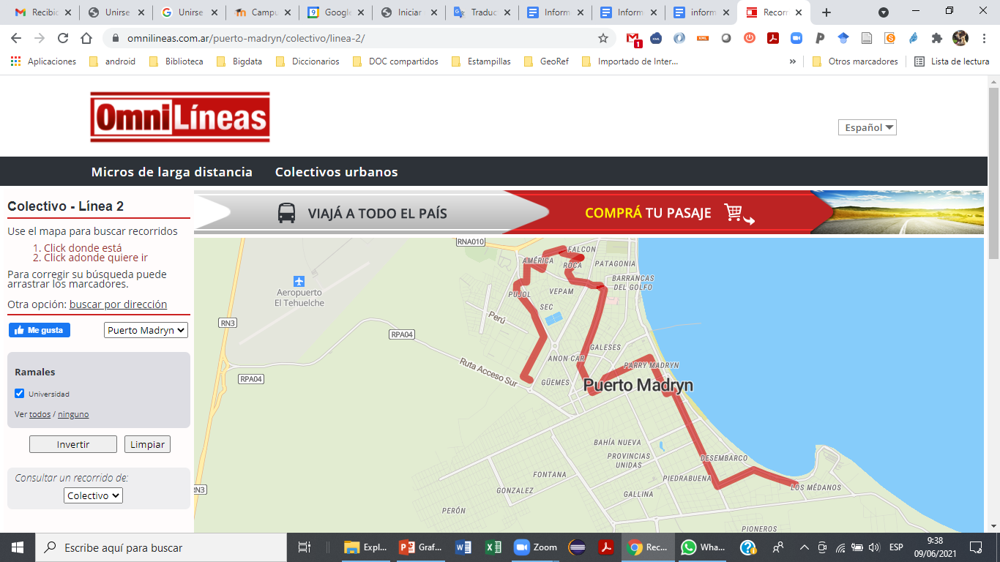 Recibic
Unirse
Unirse
Campu
Google
Iniciar
Traduc
Inform
Inform
inform
Recorr
omnilineas.com.ar/puerto-madryn/colectivo/linea-2/
Aplicaciones
android
Biblioteca
Bigdata
Diccionarios
DOC compartidos
Estampillas
GeoRef
Importado de Inter...
»
Otros marcadores
Lista de lectura
OmniLíneas
Español
Micros de larga distancia
Colectivos urbanos
Colectivo - Línea 2
Use el mapa para buscar recorridos
1. Click donde está
2. Click adonde quiere ir
Para corregir su búsqueda puede
arrastrar los marcadores.
Otra opción: buscar por dirección
Me gusta
Puerto Madryn
Ramales
Universidad
Ver todos / ninguno
Invertir
Limpiar
Consultar un recorrido de:
Colectivo
VIAJÁ A TODO EL PAÍS
COMPRÁ TU PASAJE
RNA010
FALCON
AMÉRICA
ROCA
PATAGONIA
BARRANCAS
DEL GOLFO
Aeropuerto
El Tehuelche
PUJOL
VEPAM
SEC
Perú
RN3
RPA04
GALESES
ANON-CAR
Ruta Acceso Sur
PARRY MADRYN
RPA04
GÜEMES
Puerto Madryn
BAHÍA NUEVA
PROVINCIAS
UNIDAS
DESEMBARCO
FONTANA
PIEDRABUENA
RN3
GONZALEZ
GALLINA
LOS MÉDANOS
PERÓN
PIONEROS
Escribe aquí para buscar
Expl...
Graf...
Zoom
Rec...
Wha...
ESP
9:38
09/06/2021